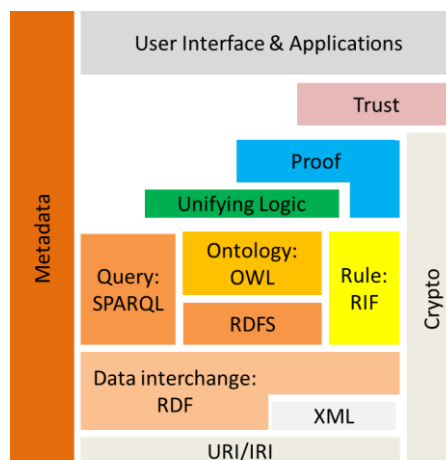 User Interface & Applications
Trust
Proof
Unifying Logic
Metadata
Query:
SPARQL
Ontology:
OWL
RDFS
Rule:
RIF
Crypto
Data interchange:
RDF
XML
URI/IRI